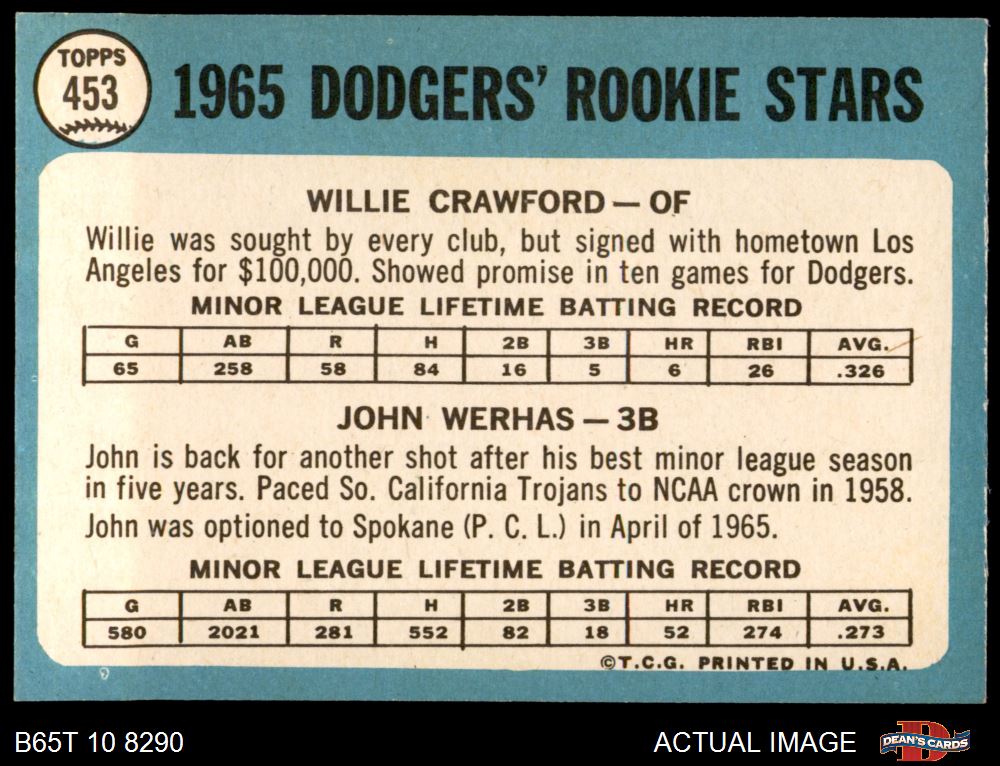 TOPPS
453
1965 DODGERS' ROOKIE STARS
WILLIE CRAWFORD — OF
Willie was sought by every club, but signed with hometown Los
Angeles for $100,000. Showed promise in ten games for Dodgers.
MINOR LEAGUE LIFETIME BATTING RECORD
G AB R H 2B 3B HR RBI AVG.
65 258 58 84 16 5 6 26 .326
JOHN WERHAS — 3B
John is back for another shot after his best minor league season
in five years. Paced So. California Trojans to NCAA crown in 1958.
John was optioned to Spokane (P. C. L.) in April of 1965.
MINOR LEAGUE LIFETIME BATTING RECORD
G AB R H 2B 3B HR RBI AVG.
580 2021 281 552 82 18 52 274 .273
©T.C.G. PRINTED IN U.S.A.
B65T 10 8290
ACTUAL IMAGE
D
DEAN'S CARDS